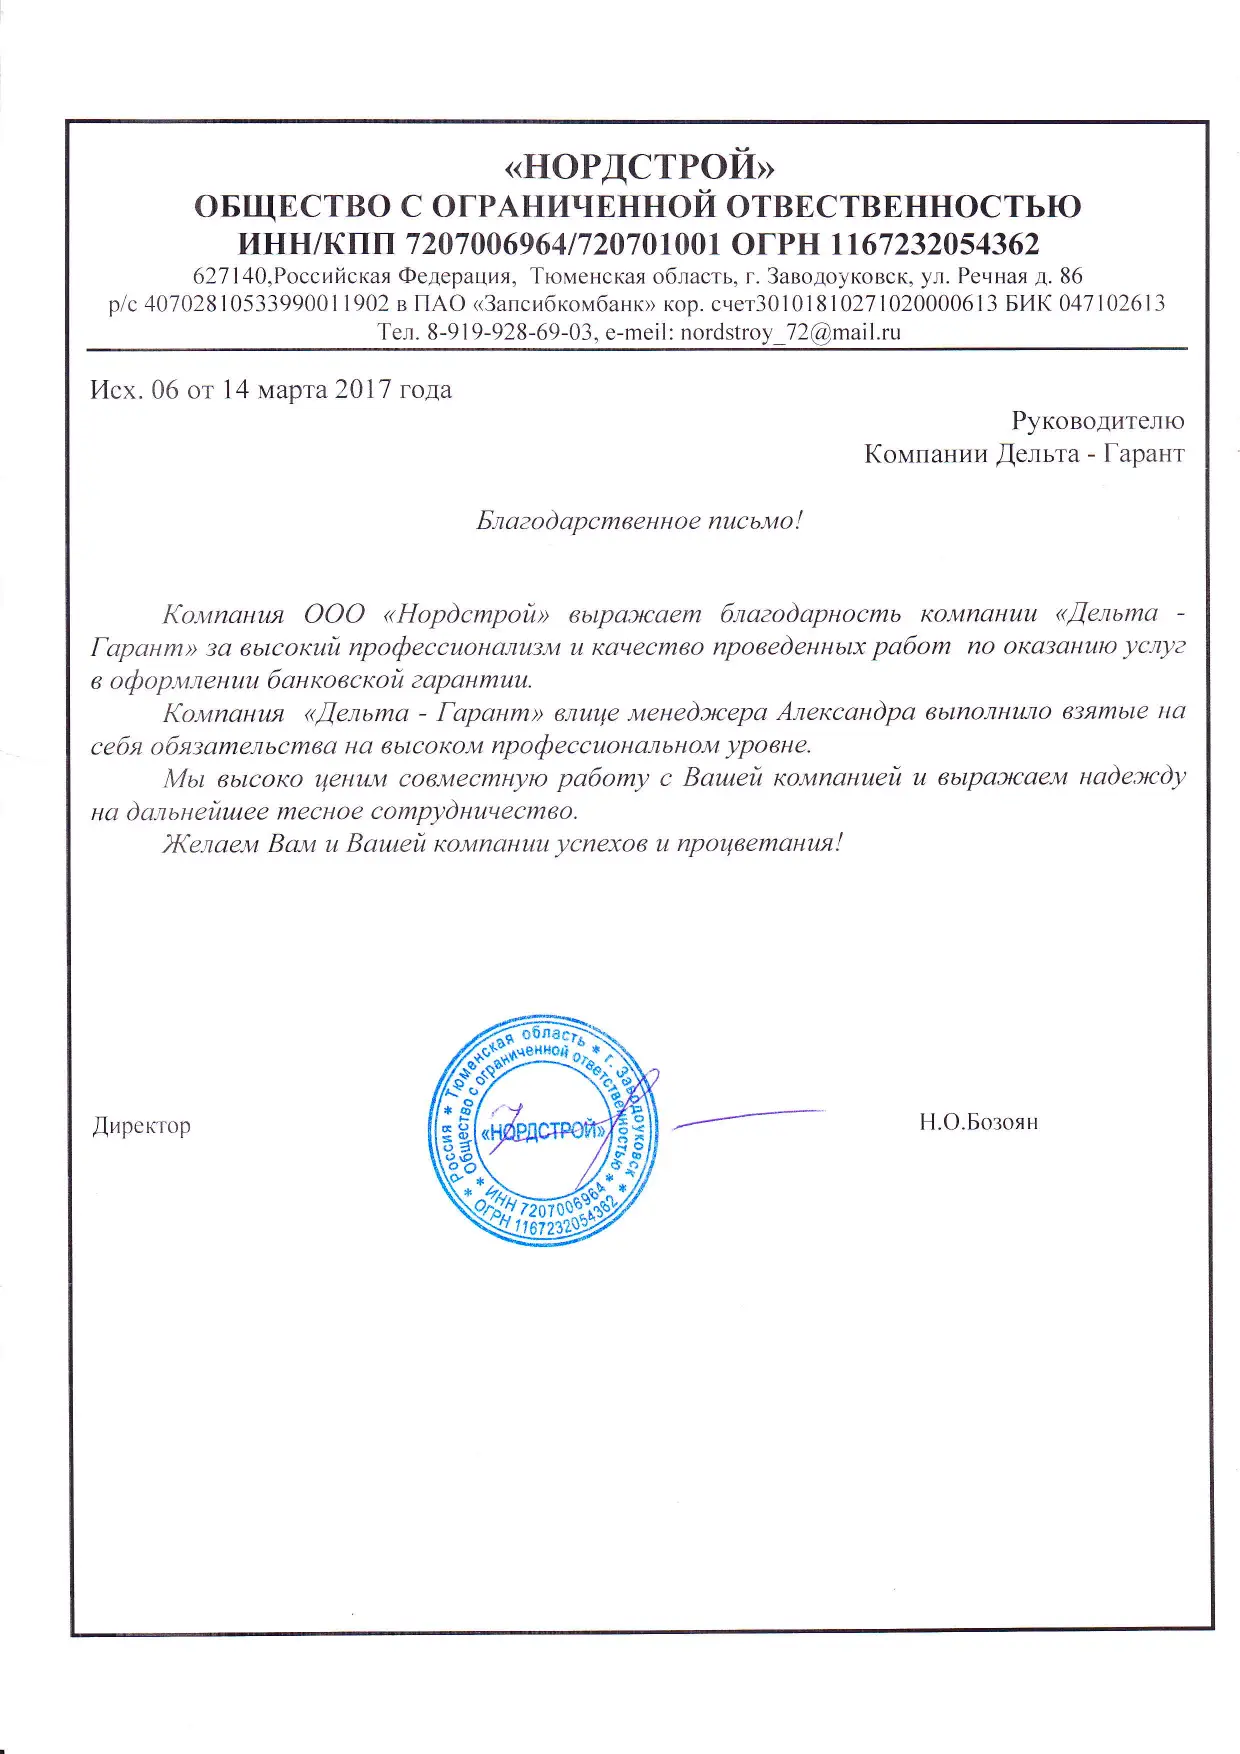 «НОРДСТРОЙ»
ОБЩЕСТВО С ОГРАНИЧЕННОЙ ОТВЕСТВЕННОСТЬЮ
ИНН/КПП 7207006964/720701001 ОГРН 1167232054362
627140,Российская Федерация, Тюменская область, г. Заводоуковск, ул. Речная д. 86
р/с 40702810533990011902 в ПАО «Запсибкомбанк» кор. счет30101810271020000613 БИК 047102613
Тел. 8-919-928-69-03, e-meil: nordstroy_72@mail.ru
Исх. 06 от 14 марта 2017 года
Руководителю
Компании Дельта - Гарант
Благодарственное письмо!
Компания ООО «Нордстрой» выражает благодарность компании «Дельта -
Гарант» за высокий профессионализм и качество проведенных работ по оказанию услуг
в оформлении банковской гарантии.
Компания «Дельта - Гарант» влице менеджера Александра выполнило взятые на
себя обязательства на высоком профессиональном уровне.
Мы высоко ценим совместную работу с Вашей компанией и выражаем надежду
на дальнейшее тесное сотрудничество.
Желаем Вам и Вашей компании успехов и процветания!
Директор
Россия * Тюменская область * г. Заводоуковск *
Общество с ограниченной ответственностью *
«НОРДСТРОЙ»
ИНН 7207006964 *
ОГРН 1167232054362 *
Н.О.Бозоян